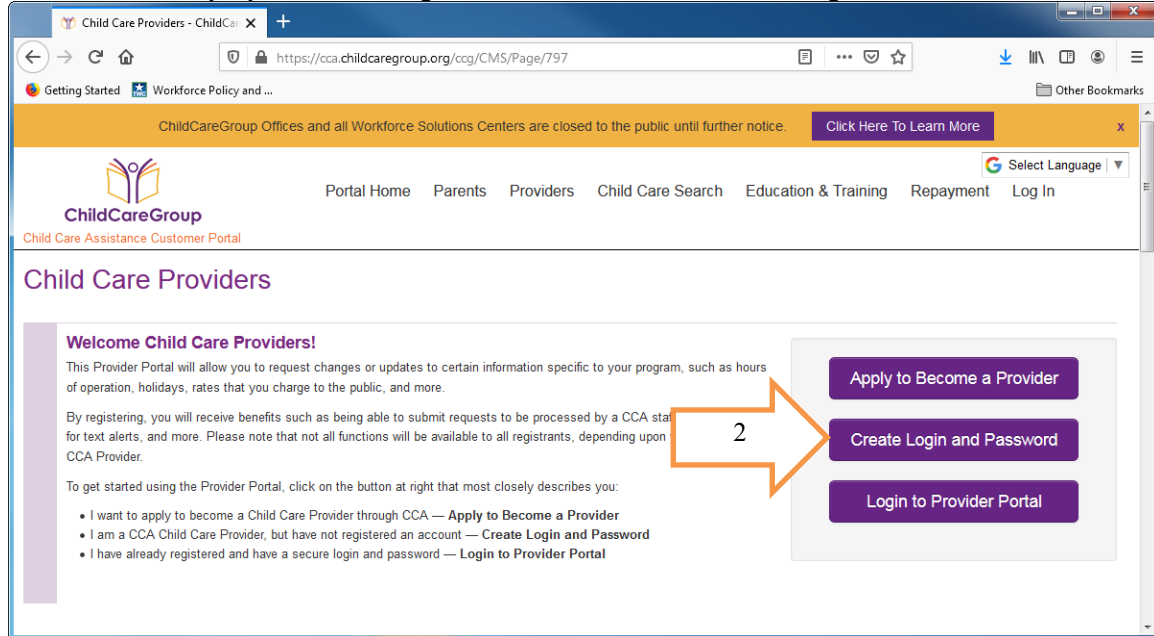 Child Care Providers - ChildCar
https://cca.childcaregroup.org/ccg/CMS/Page/797
Getting Started
Workforce Policy and ...
Other Bookmarks
ChildCareGroup Offices and all Workforce Solutions Centers are closed to the public until further notice.
Click Here To Learn More
x
Select Language
ChildCareGroup
Child Care Assistance Customer Portal
Portal Home Parents Providers Child Care Search Education & Training Repayment Log In
Child Care Providers
Welcome Child Care Providers!
This Provider Portal will allow you to request changes or updates to certain information specific to your program, such as hours
of operation, holidays, rates that you charge to the public, and more.
By registering, you will receive benefits such as being able to submit requests to be processed by a CCA
for text alerts, and more. Please note that not all functions will be available to all registrants, depending upon
CCA Provider.
To get started using the Provider Portal, click on the button at right that most closely describes you:
• I want to apply to become a Child Care Provider through CCA — Apply to Become a Provider
• I am a CCA Child Care Provider, but have not registered an account — Create Login and Password
• I have already registered and have a secure login and password — Login to Provider Portal
2
Apply to Become a Provider
Create Login and Password
Login to Provider Portal